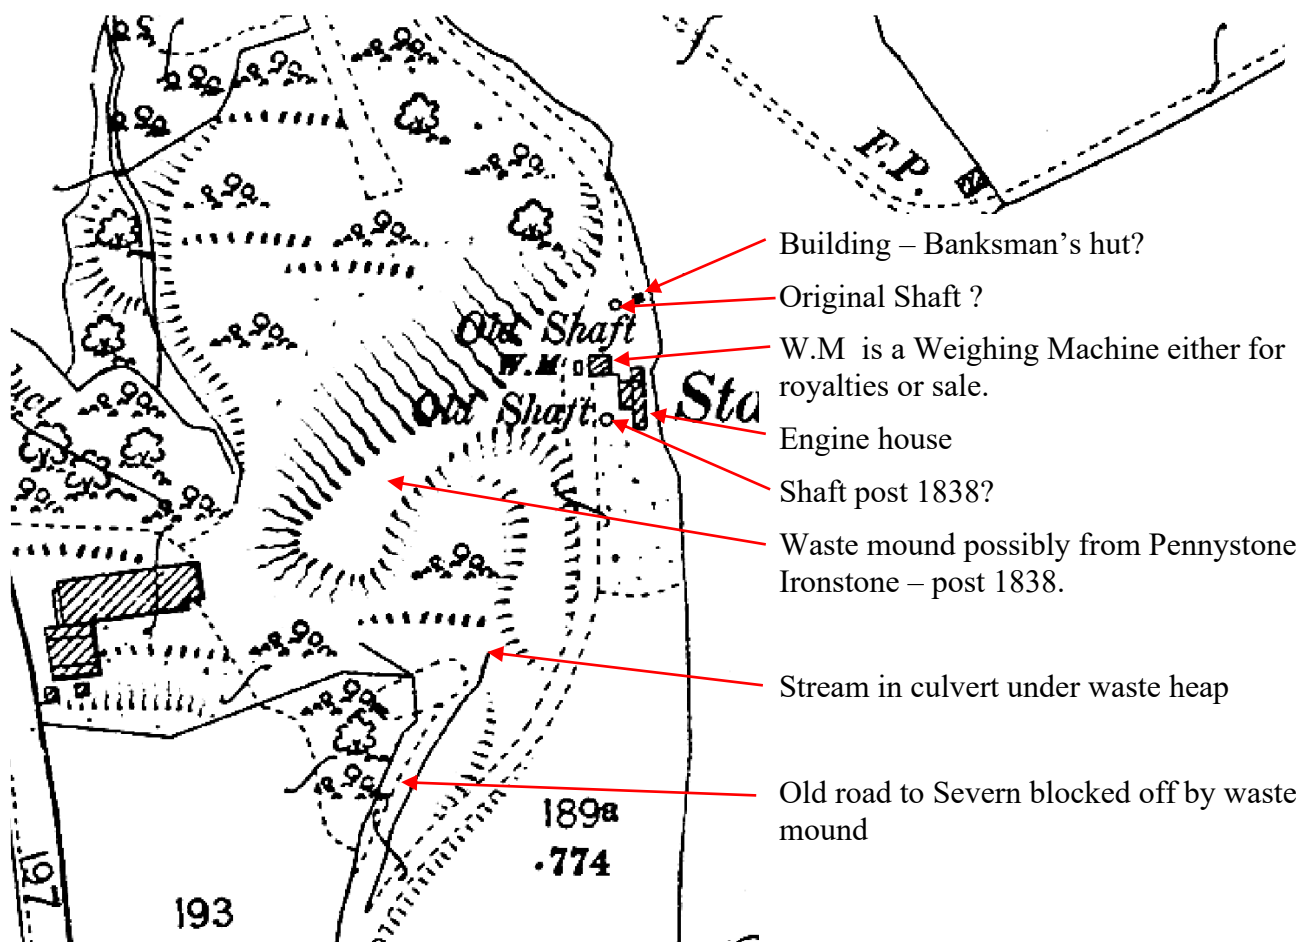 F.P.
Building – Banksman's hut?
Original Shaft ?
Old Shaft
W.M is a Weighing Machine either for
royalties or sale.
W.M
Old Shaft
Sta
Engine house
Shaft post 1838?
Waste mound possibly from Pennystone
Ironstone – post 1838.
Stream in culvert under waste heap
Old road to Severn blocked off by waste
mound
189a
.774
197
193